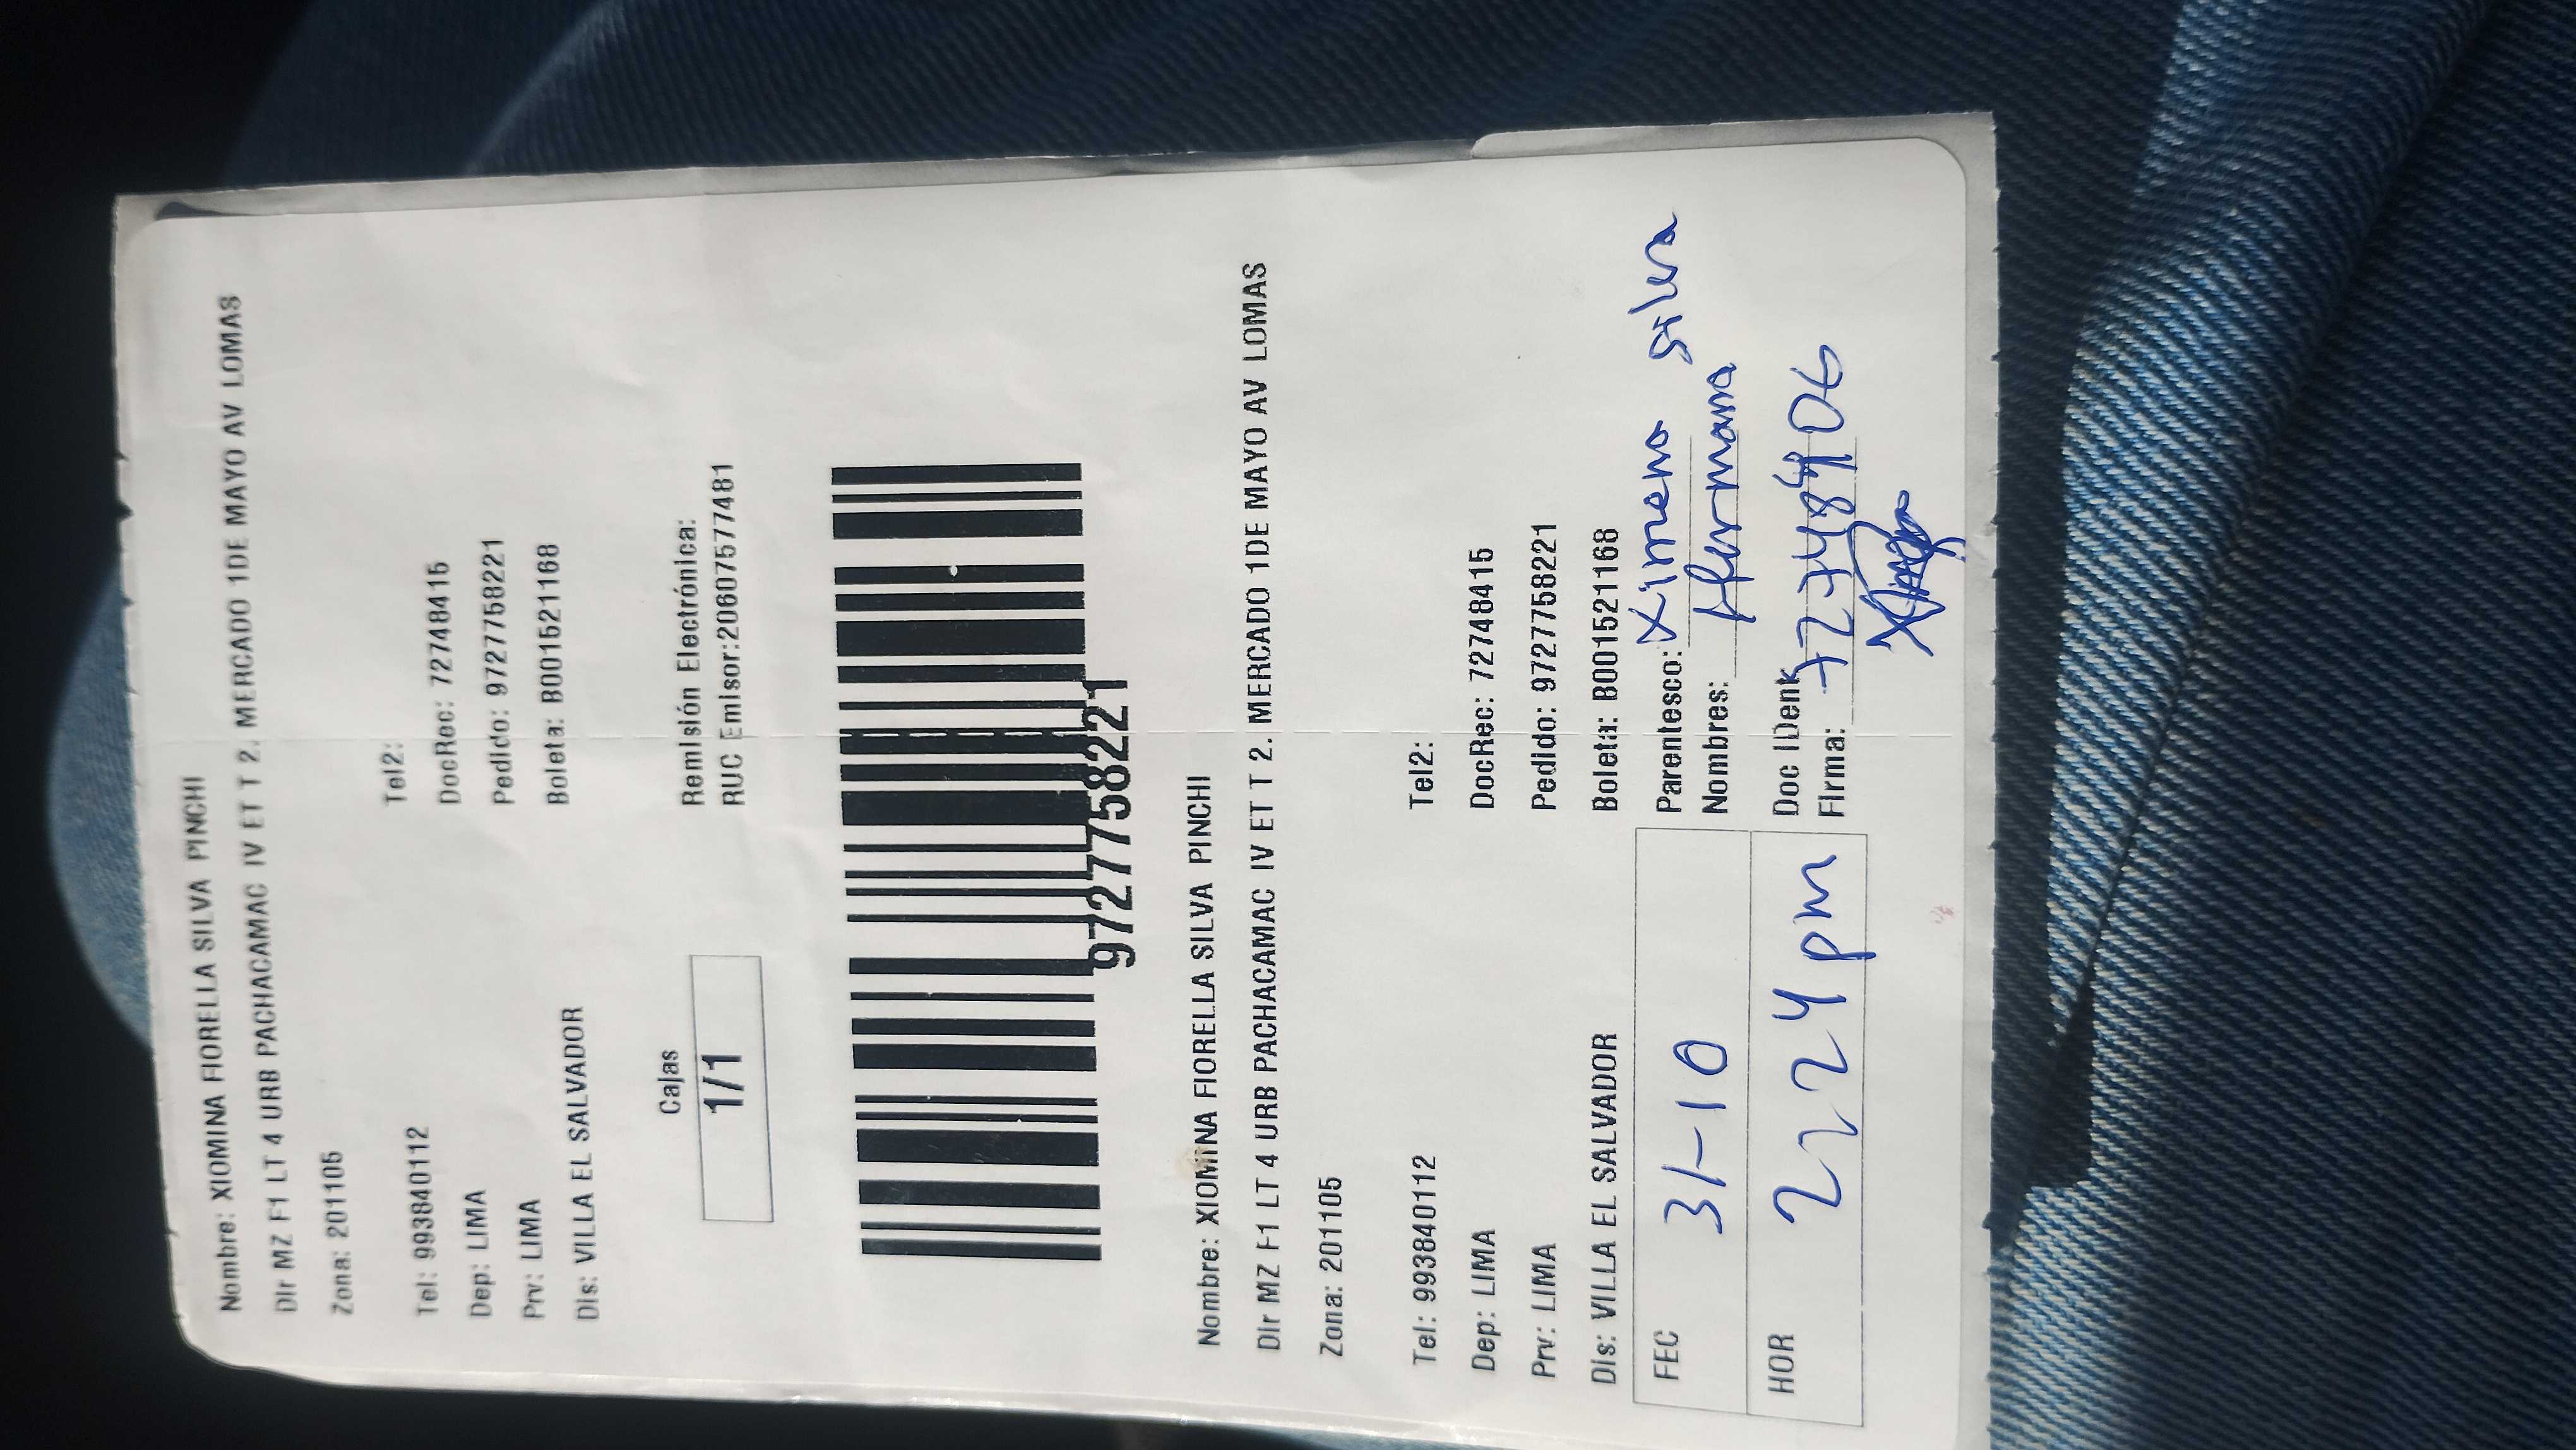 Nombre: XIOMINA FIORELLA SILVA PINCHI
Dir MZ F1 LT 4 URB PACHACAMAC IV ET T 2. MERCADO 1DE MAYO AV LOMAS
Zona: 201105
Tel: 993840112 Tel2:
Dep: LIMA DocRec: 72748415
Prv: LIMA Pedido: 97277758221
Dis: VILLA EL SALVADOR Boleta: B001521168
Cajas Remisión Electrónica:
1/1 RUC Emisor:20607577481
97277758221
Nombre: XIOMINA FIORELLA SILVA PINCHI
Dir MZ F1 LT 4 URB PACHACAMAC IV ET T 2. MERCADO 1DE MAYO AV LOMAS
Zona: 201105
Tel: 993840112 Tel2:
Dep: LIMA DocRec: 72748415
Prv: LIMA Pedido: 97277758221
Dis: VILLA EL SALVADOR Boleta: B001521168
FEC 31-10 Parentesco: Ximena Silva
Nombres: Hermana
HOR 2:24 pm Doc IDent
Firma: